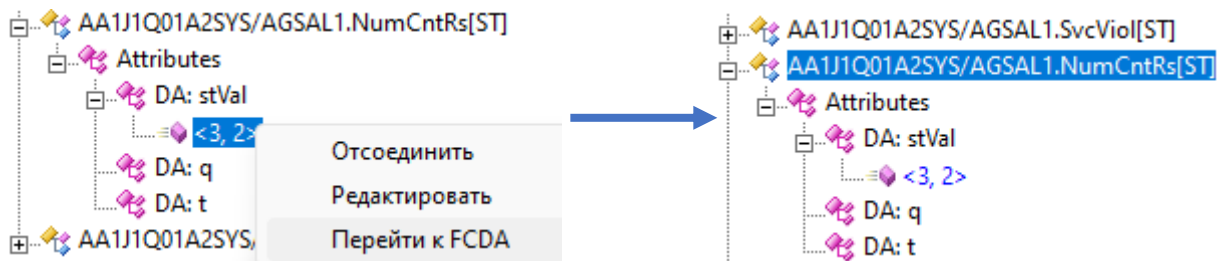 AA1J1Q01A2SYS/AGSAL1.NumCntRs[ST]
Attributes
DA: stVal
<3, 2>
DA: q
DA: t
AA1J1Q01A2SYS/
Отсоединить
Редактировать
Перейти к FCDA
AA1J1Q01A2SYS/AGSAL1.SvcViol[ST]
AA1J1Q01A2SYS/AGSAL1.NumCntRs[ST]
Attributes
DA: stVal
<3, 2>
DA: q
DA: t